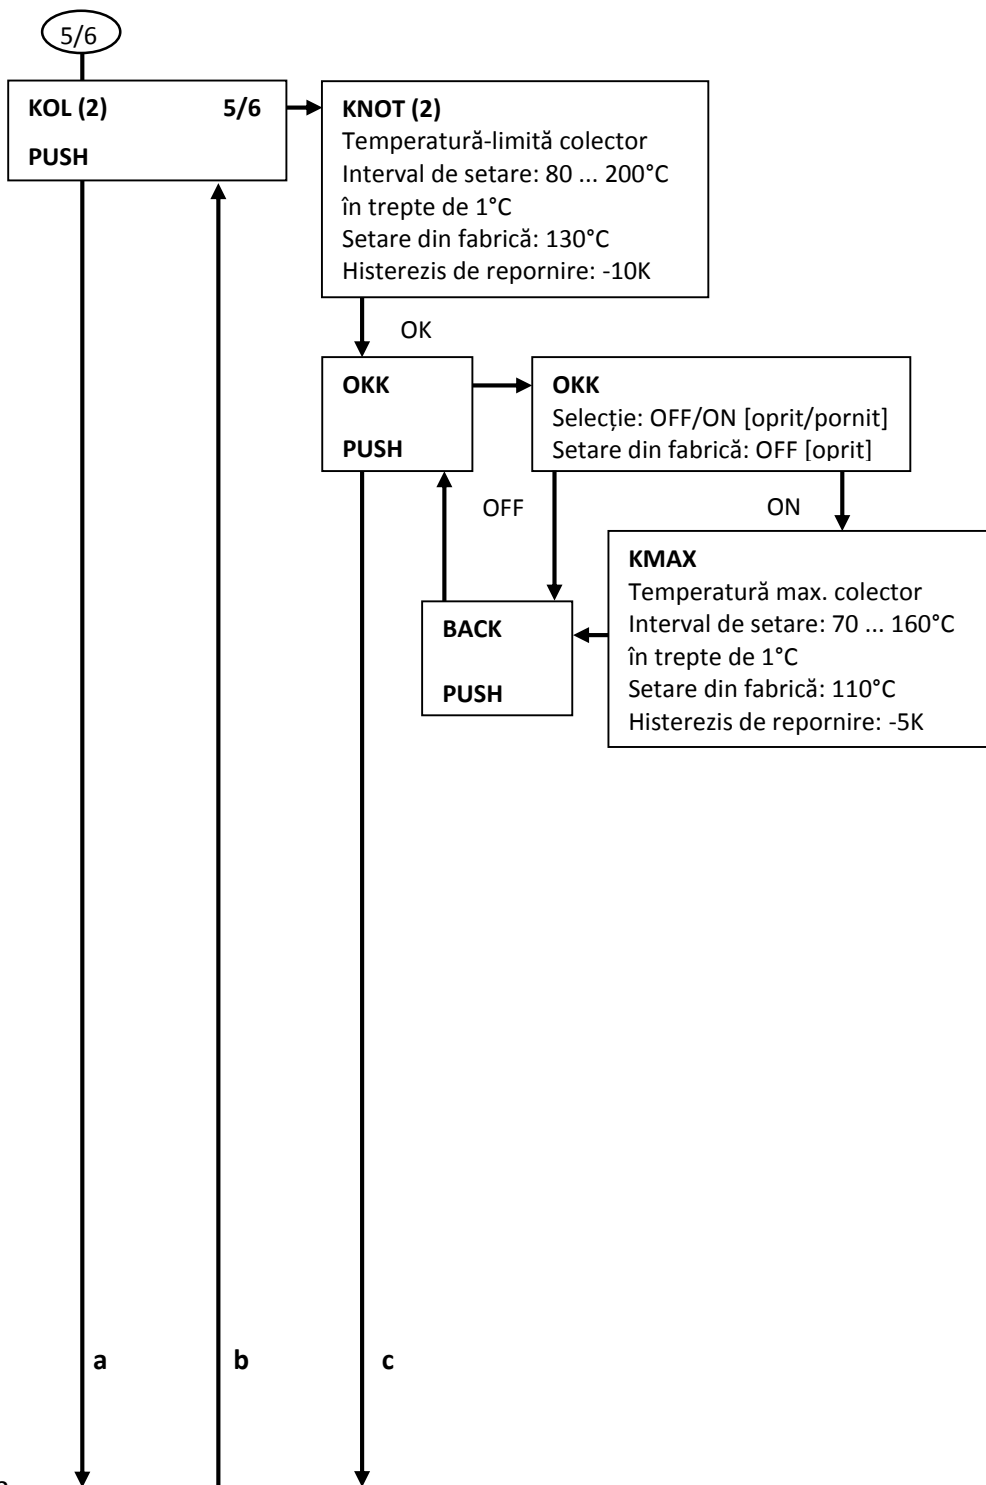 5/6
KOL (2) 5/6
PUSH
KNOT (2)
Temperatură-limită colector
Interval de setare: 80 ... 200°C
în trepte de 1°C
Setare din fabrică: 130°C
Histerezis de repornire: -10K
OK
OKK
PUSH
OKK
Selecție: OFF/ON [oprit/pornit]
Setare din fabrică: OFF [oprit]
OFF
ON
KMAX
Temperatură max. colector
Interval de setare: 70 ... 160°C
în trepte de 1°C
Setare din fabrică: 110°C
Histerezis de repornire: -5K
BACK
PUSH
a b c